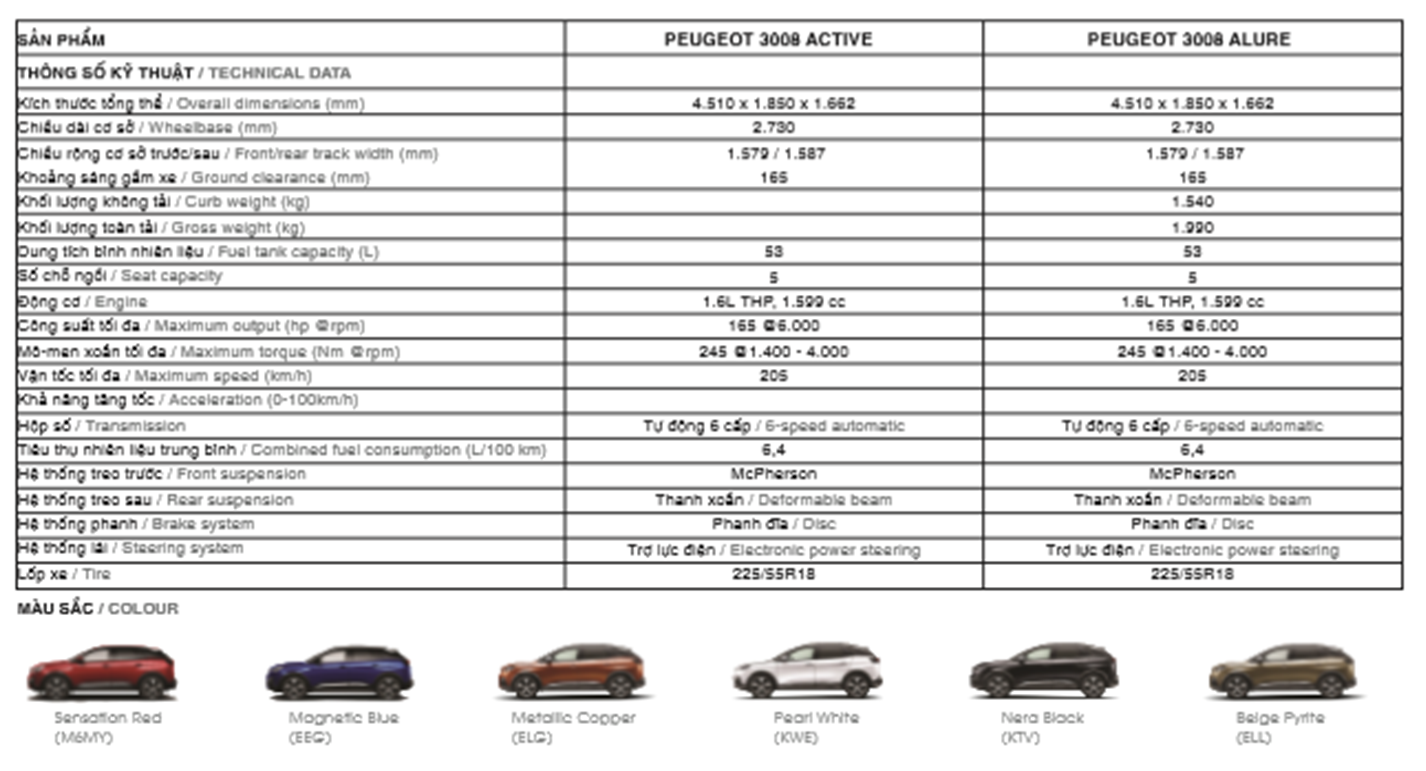 SẢN PHẨM PEUGEOT 3008 ACTIVE PEUGEOT 3008 ALURE
THÔNG SỐ KỸ THUẬT / TECHNICAL DATA
Kích thước tổng thể / Overall dimensions (mm) 4.510 x 1.850 x 1.662 4.510 x 1.850 x 1.662
Chiều dài cơ sở / Wheelbase (mm) 2.730 2.730
Chiều rộng cơ sở trước/sau / Front/rear track width (mm) 1.579 / 1.587 1.579 / 1.587
Khoảng sáng gầm xe / Ground clearance (mm) 165 165
Khối lượng không tải / Curb weight (kg) 1.540
Khối lượng toàn tải / Gross weight (kg) 1.990
Dung tích bình nhiên liệu / Fuel tank capacity (L) 53 53
Số chỗ ngồi / Seat capacity 5 5
Động cơ / Engine 1.6L THP, 1.599 cc 1.6L THP, 1.599 cc
Công suất tối đa / Maximum output (hp @rpm) 165 @6.000 165 @6.000
Mô-men xoắn tối đa / Maximum torque (Nm @rpm) 245 @1.400 - 4.000 245 @1.400 - 4.000
Vận tốc tối đa / Maximum speed (km/h) 205 205
Khả năng tăng tốc / Acceleration (0-100km/h)
Hộp số / Transmission Tự động 6 cấp / 6-speed automatic Tự động 6 cấp / 6-speed automatic
Tiêu thụ nhiên liệu trung bình / Combined fuel consumption (L/100 km) 6,4 6,4
Hệ thống treo trước / Front suspension McPherson McPherson
Hệ thống treo sau / Rear suspension Thanh xoắn / Deformable beam Thanh xoắn / Deformable beam
Hệ thống phanh / Brake system Phanh đĩa / Disc Phanh đĩa / Disc
Hệ thống lái / Steering system Trợ lực điện / Electronic power steering Trợ lực điện / Electronic power steering
Lốp xe / Tire 225/55R18 225/55R18
MÀU SẮC / COLOUR
Sensation Red Magnetic Blue Metallic Copper Pearl White Nera Black Beige Pyrite
(M6MY) (EEG) (ELG) (KWE) (KTV) (ELL)